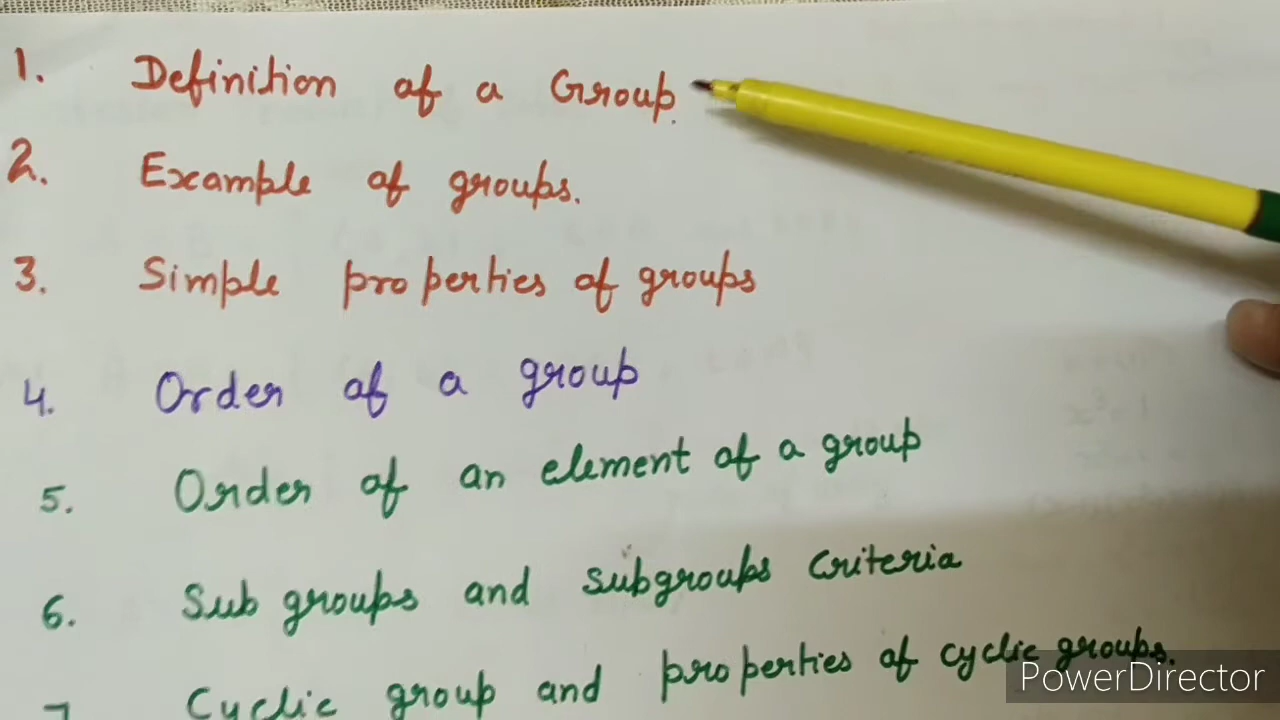 1. Definition of a Group.
2. Example of groups.
3. Simple properties of groups
4. Order of a group
5. Order of an element of a group
6. Sub groups and subgroups criteria
7 Cyclic group and properties of cyclic groups.
PowerDirector